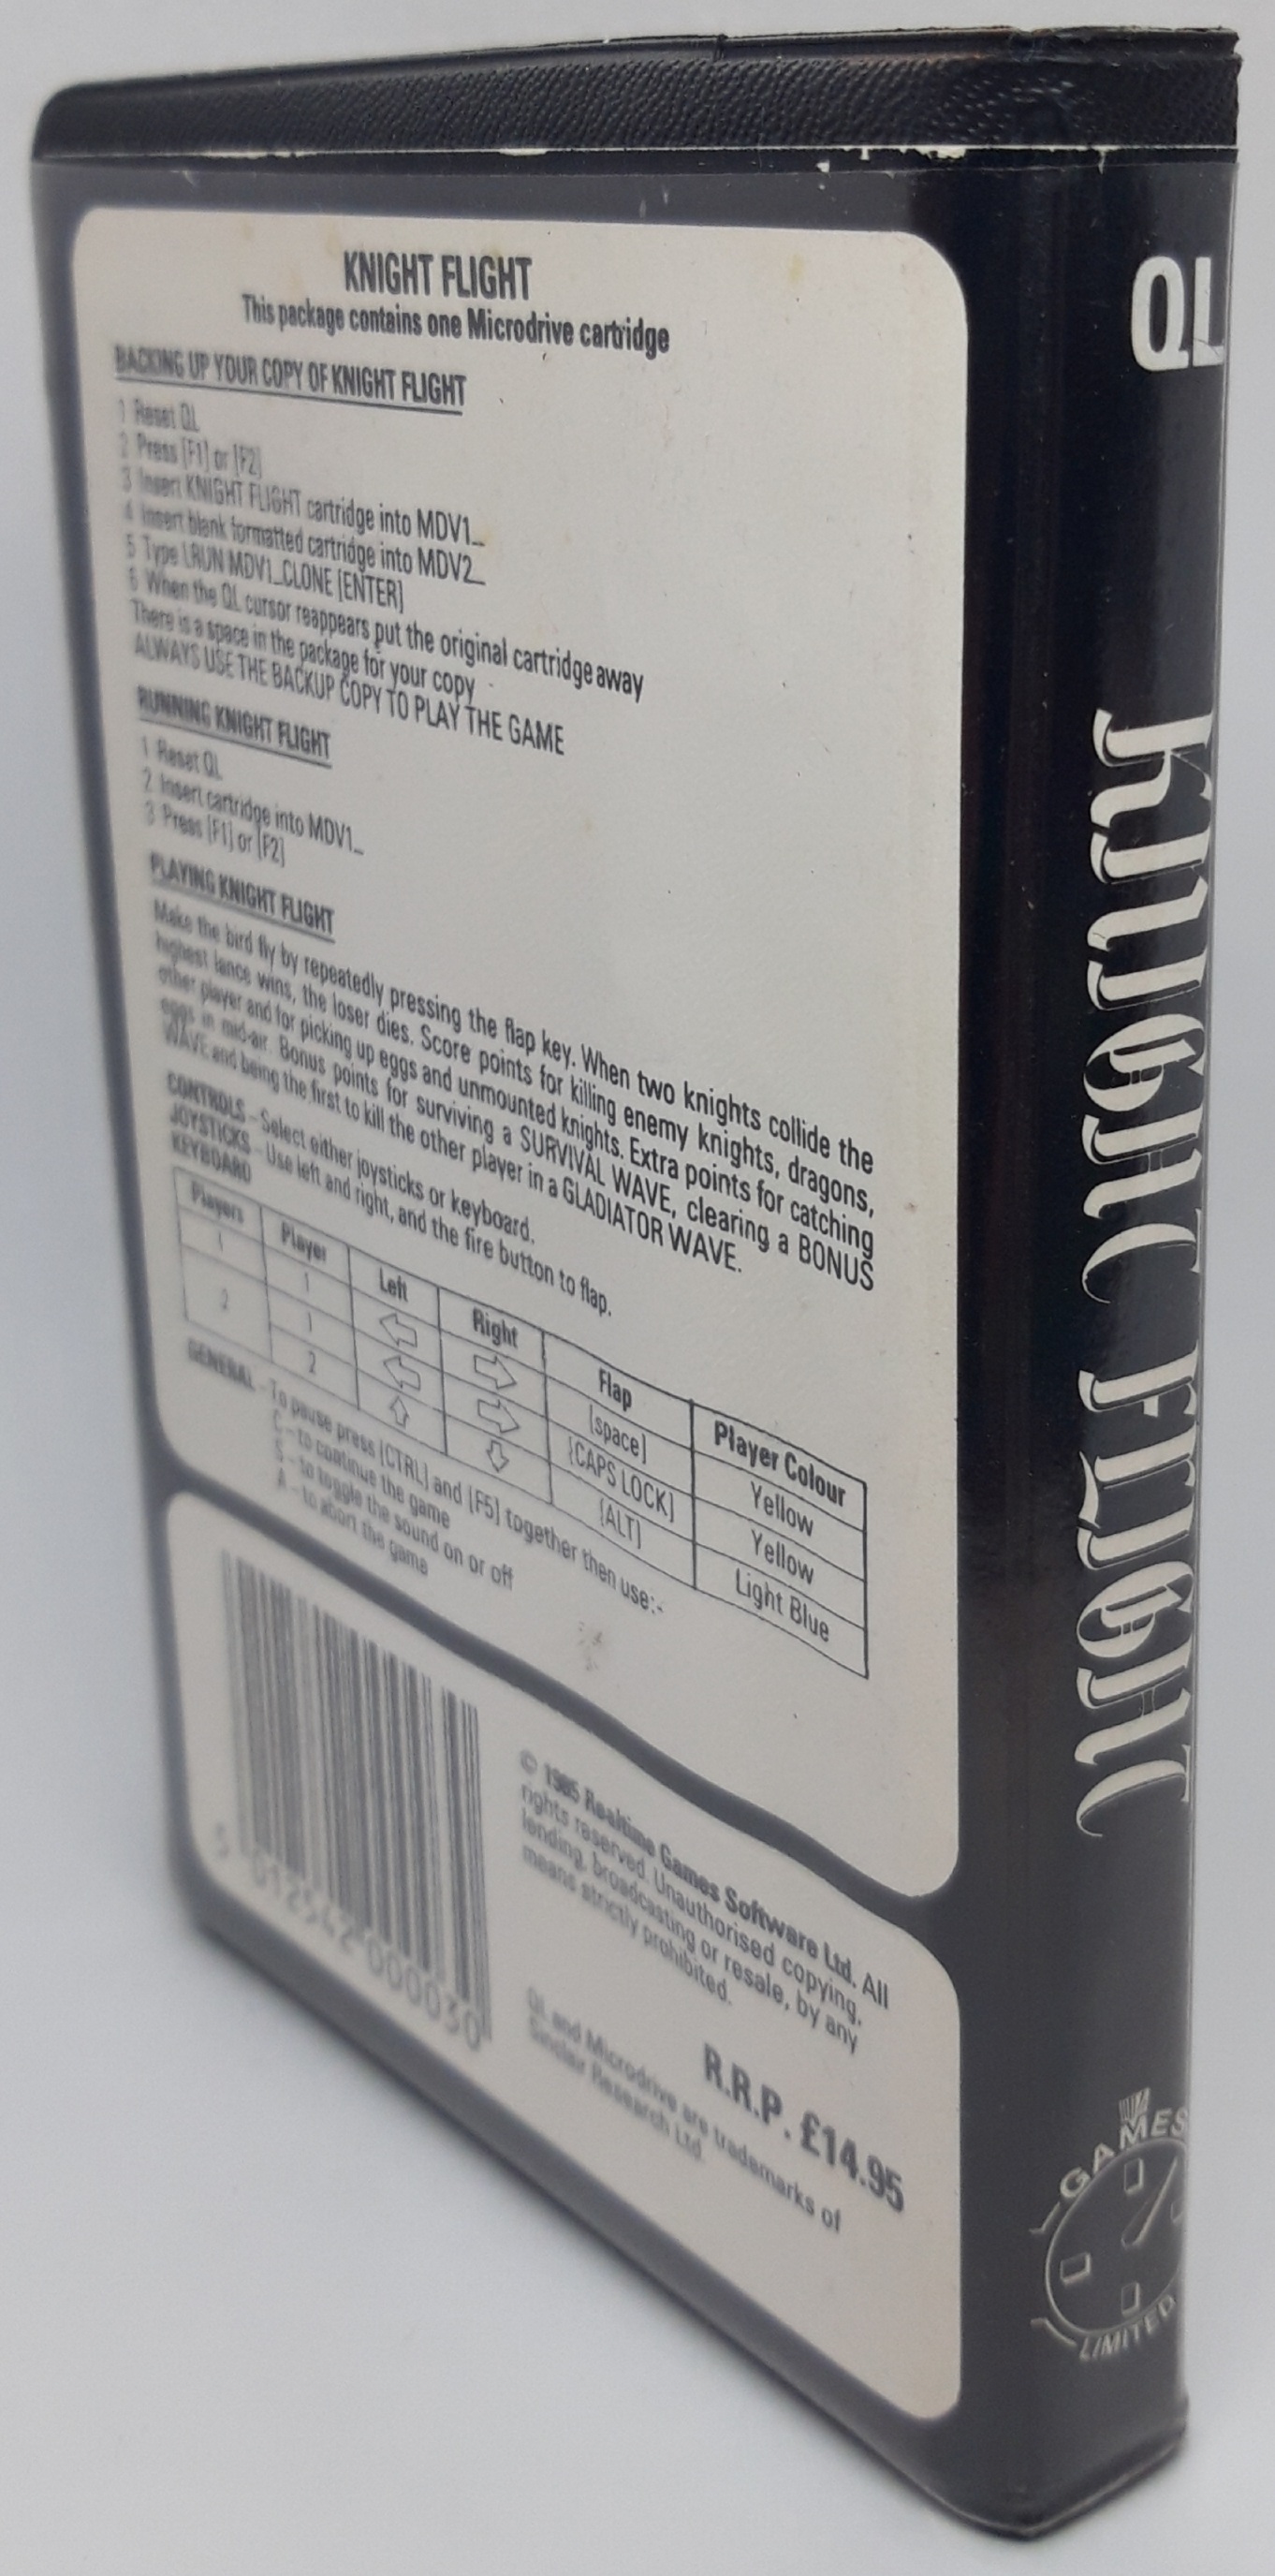 KNIGHT FLIGHT
This package contains one Microdrive cartridge
BACKING UP YOUR COPY OF KNIGHT FLIGHT
1 Reset QL
2 Press [F1] or [F2]
3 Insert KNIGHT FLIGHT cartridge into MDV1_
4 Insert blank formatted cartridge into MDV2_
5 Type LRUN MDV1_CLONE [ENTER]
6 When the QL cursor reappears put the original cartridge away
There is a space in the package for your copy
ALWAYS USE THE BACKUP COPY TO PLAY THE GAME
RUNNING KNIGHT FLIGHT
1 Reset QL
2 Insert cartridge into MDV1_
3 Press [F1] or [F2]
PLAYING KNIGHT FLIGHT
Make the bird fly by repeatedly pressing the flap key. When two knights collide the
highest lance wins, the loser dies. Score points for killing enemy knights, dragons,
other player and for picking up eggs and unmounted knights. Extra points for catching
eggs in mid-air. Bonus points for surviving a SURVIVAL WAVE, clearing a BONUS
WAVE and being the first to kill the other player in a GLADIATOR WAVE.
CONTROLS - Select either joysticks or keyboard.
JOYSTICKS - Use left and right, and the fire button to flap.
KEYBOARD
Players Player Left Right Flap Player Colour
1 1 ⇦ ⇨ [space] Yellow
2 1 ⇦ ⇨ [CAPS LOCK] Yellow
2 ⇧ ⇩ [ALT] Light Blue
GENERAL - To pause press [CTRL] and [F5] together then use:-
C - to continue the game
S - to toggle the sound on or off
A - to abort the game
5 012542 000030
© 1985 Realtime Games Software Ltd. All
rights reserved. Unauthorised copying,
lending, broadcasting or resale, by any
means strictly prohibited.
R.R.P. £14.95
QL and Microdrive are trademarks of
Sinclair Research Ltd.
QL
KNIGHT FLIGHT
GAMES
LIMITED